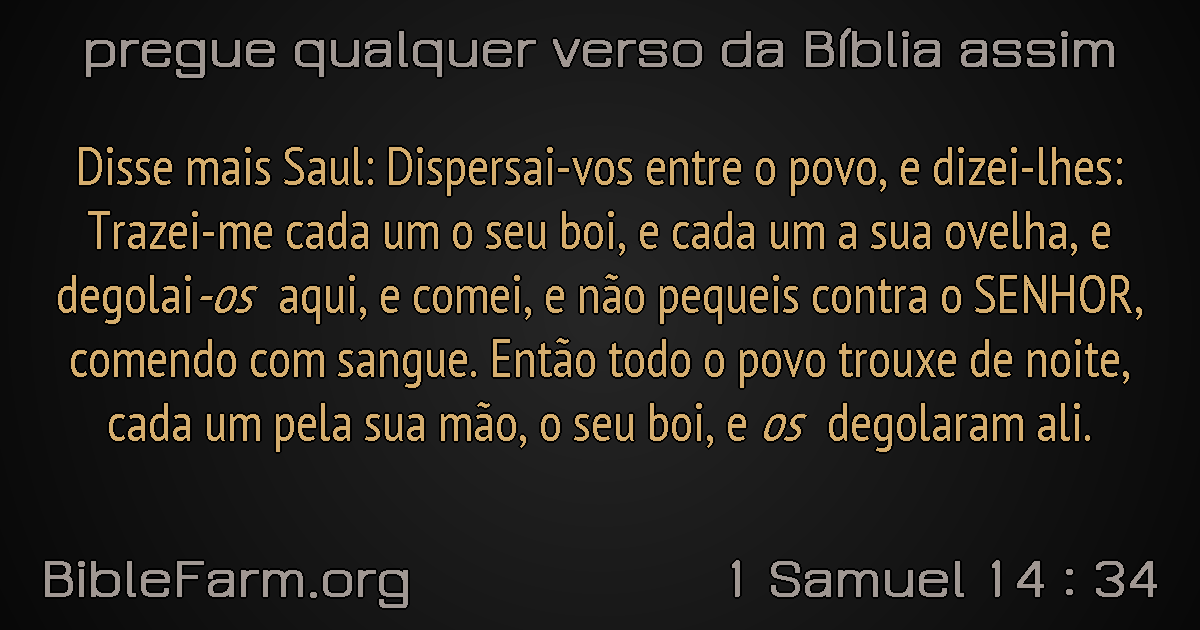 pregue qualquer verso da Bíblia assim
Disse mais Saul: Dispersai-vos entre o povo, e dizei-lhes:
Trazei-me cada um o seu boi, e cada um a sua ovelha, e
degolai-os aqui, e comei, e não pequeis contra o SENHOR,
comendo com sangue. Então todo o povo trouxe de noite,
cada um pela sua mão, o seu boi, e os degolaram ali.
BibleFarm.org
1 Samuel 14 : 34